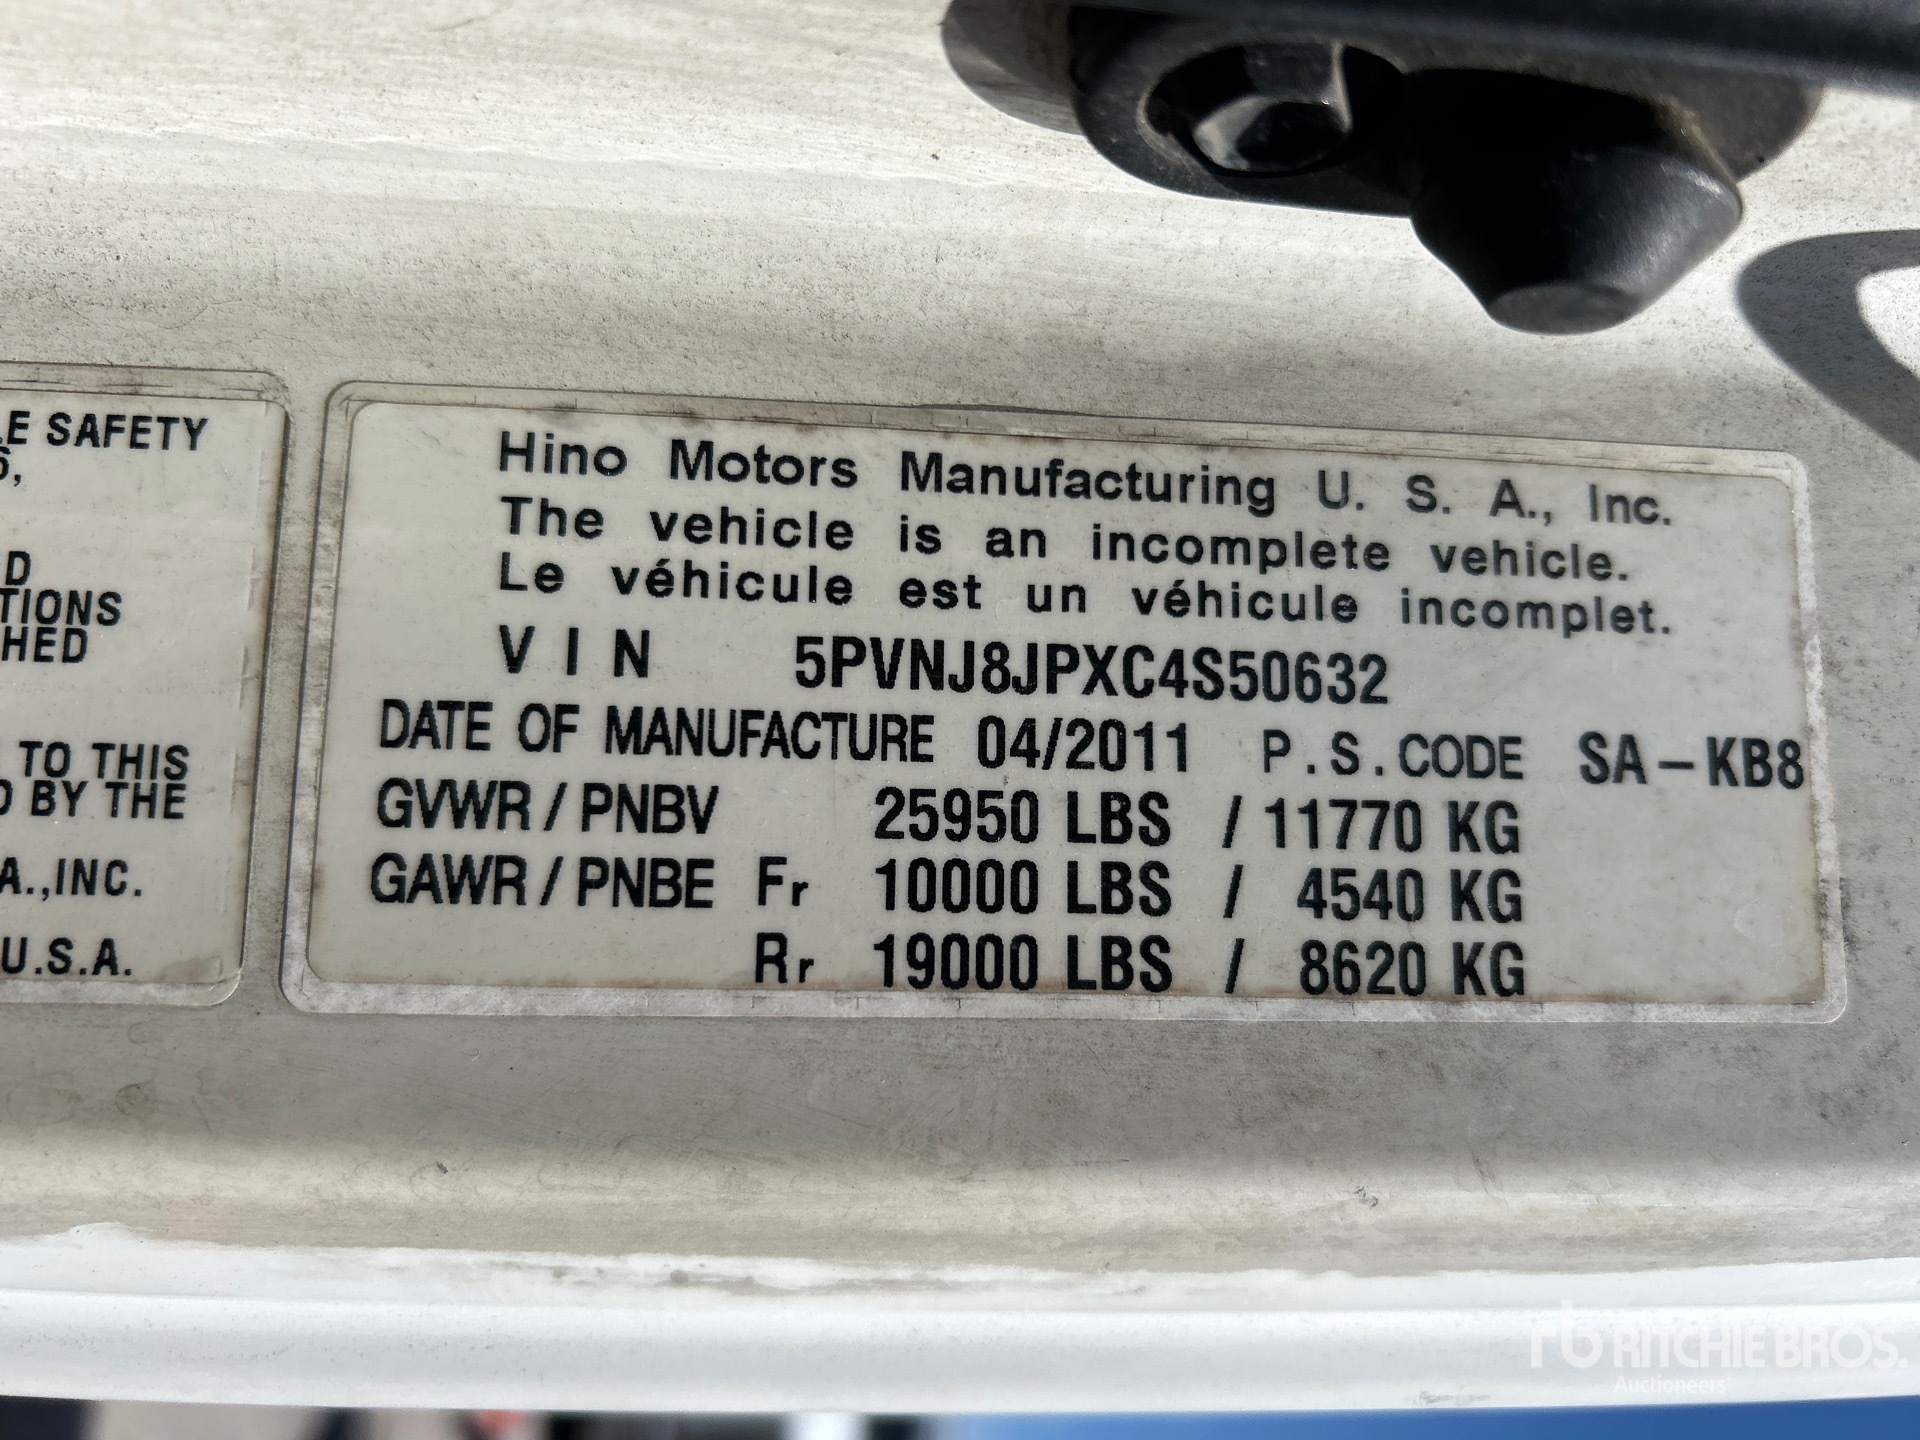 LE SAFETY
6,
D
TIONS
HED
TO THIS
D BY THE
A.,INC.
U.S.A.
Hino Motors Manufacturing U. S. A., Inc.
The vehicle is an incomplete vehicle.
Le véhicule est un véhicule incomplet.
VIN 5PVNJ8JPXC4S50632
DATE OF MANUFACTURE 04/2011 P.S.CODE SA-KB8
GVWR/PNBV 25950 LBS / 11770 KG
GAWR/PNBE Fr 10000 LBS / 4540 KG
Rr 19000 LBS / 8620 KG
rb RITCHIE BROS.
Auctioneers